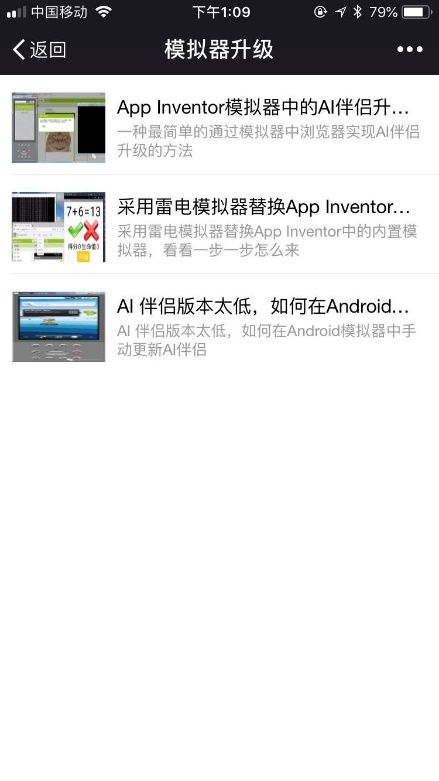 中国移动 下午1:09 79%
返回 模拟器升级
App Inventor模拟器中的AI伴侣升...
一种最简单的通过模拟器中浏览器实现AI伴侣
升级的方法
7+6=13
采用雷电模拟器替换App Inventor...
采用雷电模拟器替换App Inventor中的内置模
拟器，看看一步一步怎么来
AI 伴侣版本太低，如何在Android...
AI 伴侣版本太低，如何在Android模拟器中手
动更新AI伴侣